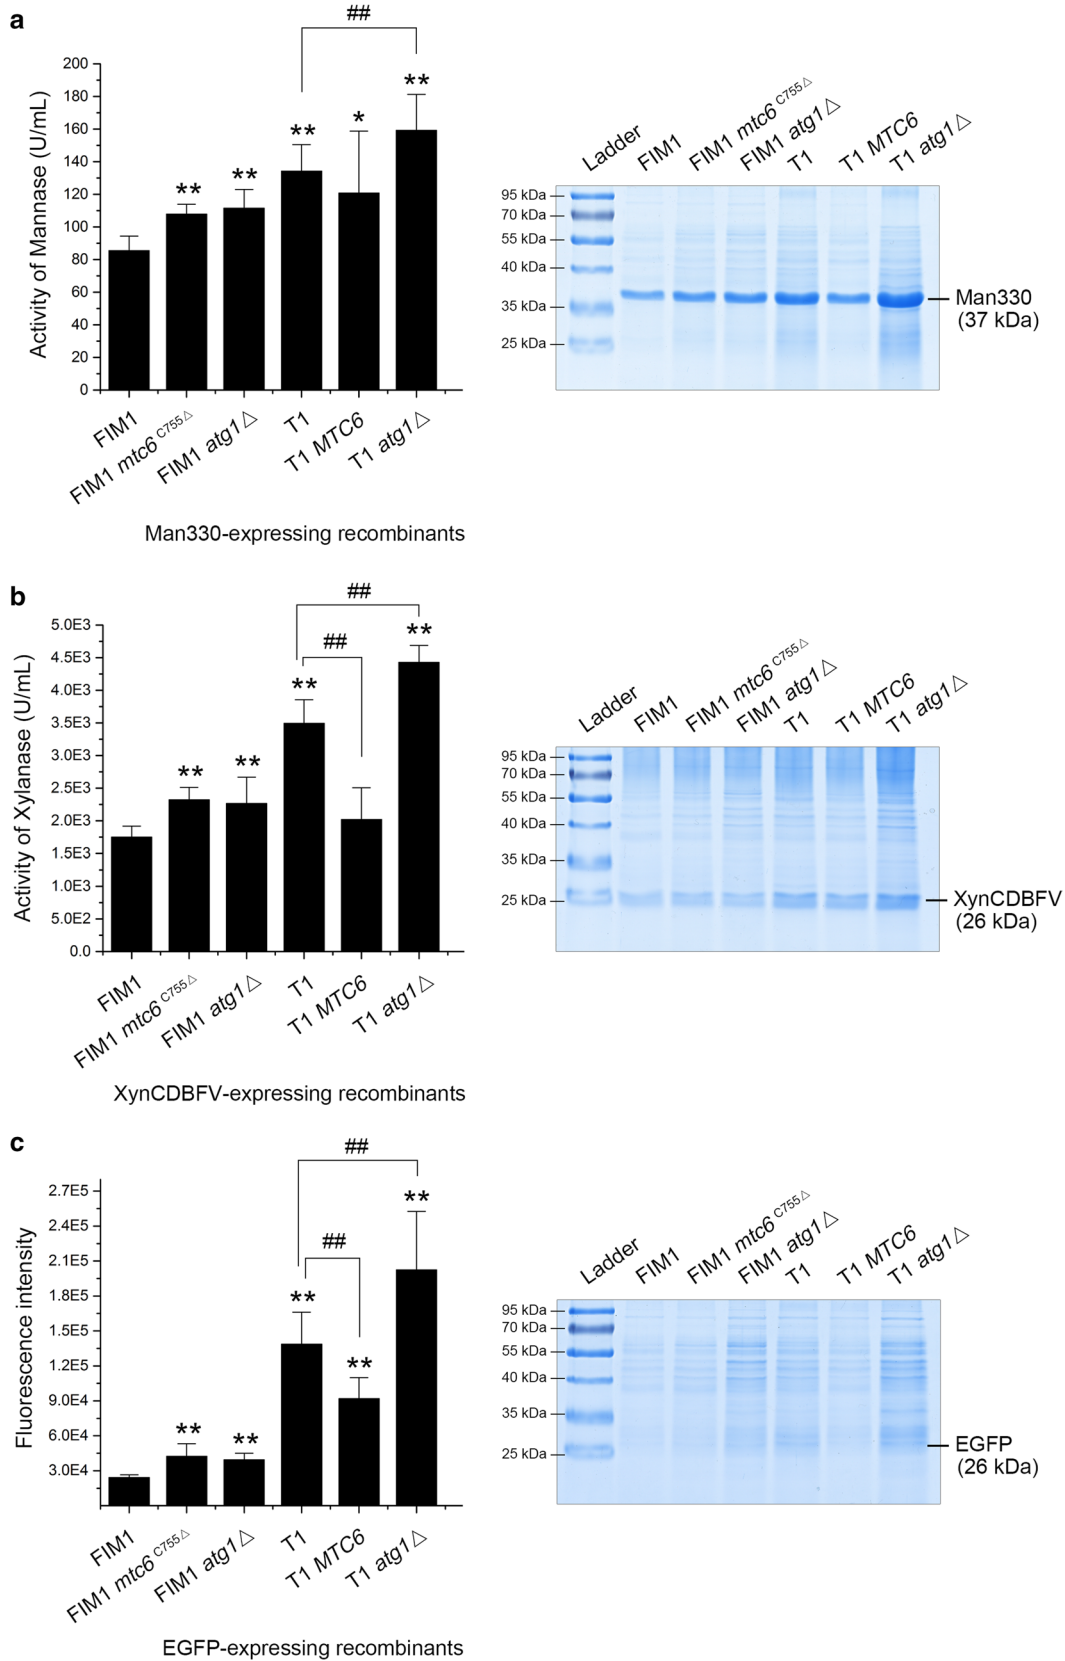 a
##
Activity of Mannase (U/mL)
200
180
160
140
120
100
80
60
40
20
0
**
**
**
*
**
FIM1
FIM1 mtc6 C755△
FIM1 atg1△
T1
T1 MTC6
T1 atg1△
Man330-expressing recombinants
Ladder
FIM1
FIM1 mtc6 C755△
FIM1 atg1△
T1
T1 MTC6
T1 atg1△
95 kDa
70 kDa
55 kDa
40 kDa
35 kDa
25 kDa
Man330
(37 kDa)
b
##
##
Activity of Xylanase (U/mL)
5.0E3
4.5E3
4.0E3
3.5E3
3.0E3
2.5E3
2.0E3
1.5E3
1.0E3
5.0E2
0.0
**
**
**
**
FIM1
FIM1 mtc6 C755△
FIM1 atg1△
T1
T1 MTC6
T1 atg1△
XynCDBFV-expressing recombinants
Ladder
FIM1
FIM1 mtc6 C755△
FIM1 atg1△
T1
T1 MTC6
T1 atg1△
95 kDa
70 kDa
55 kDa
40 kDa
35 kDa
25 kDa
XynCDBFV
(26 kDa)
c
##
##
Fluorescence intensity
2.7E5
2.4E5
2.1E5
1.8E5
1.5E5
1.2E5
9.0E4
6.0E4
3.0E4
**
**
**
**
**
FIM1
FIM1 mtc6 C755△
FIM1 atg1△
T1
T1 MTC6
T1 atg1△
EGFP-expressing recombinants
Ladder
FIM1
FIM1 mtc6 C755△
FIM1 atg1△
T1
T1 MTC6
T1 atg1△
95 kDa
70 kDa
55 kDa
40 kDa
35 kDa
25 kDa
EGFP
(26 kDa)